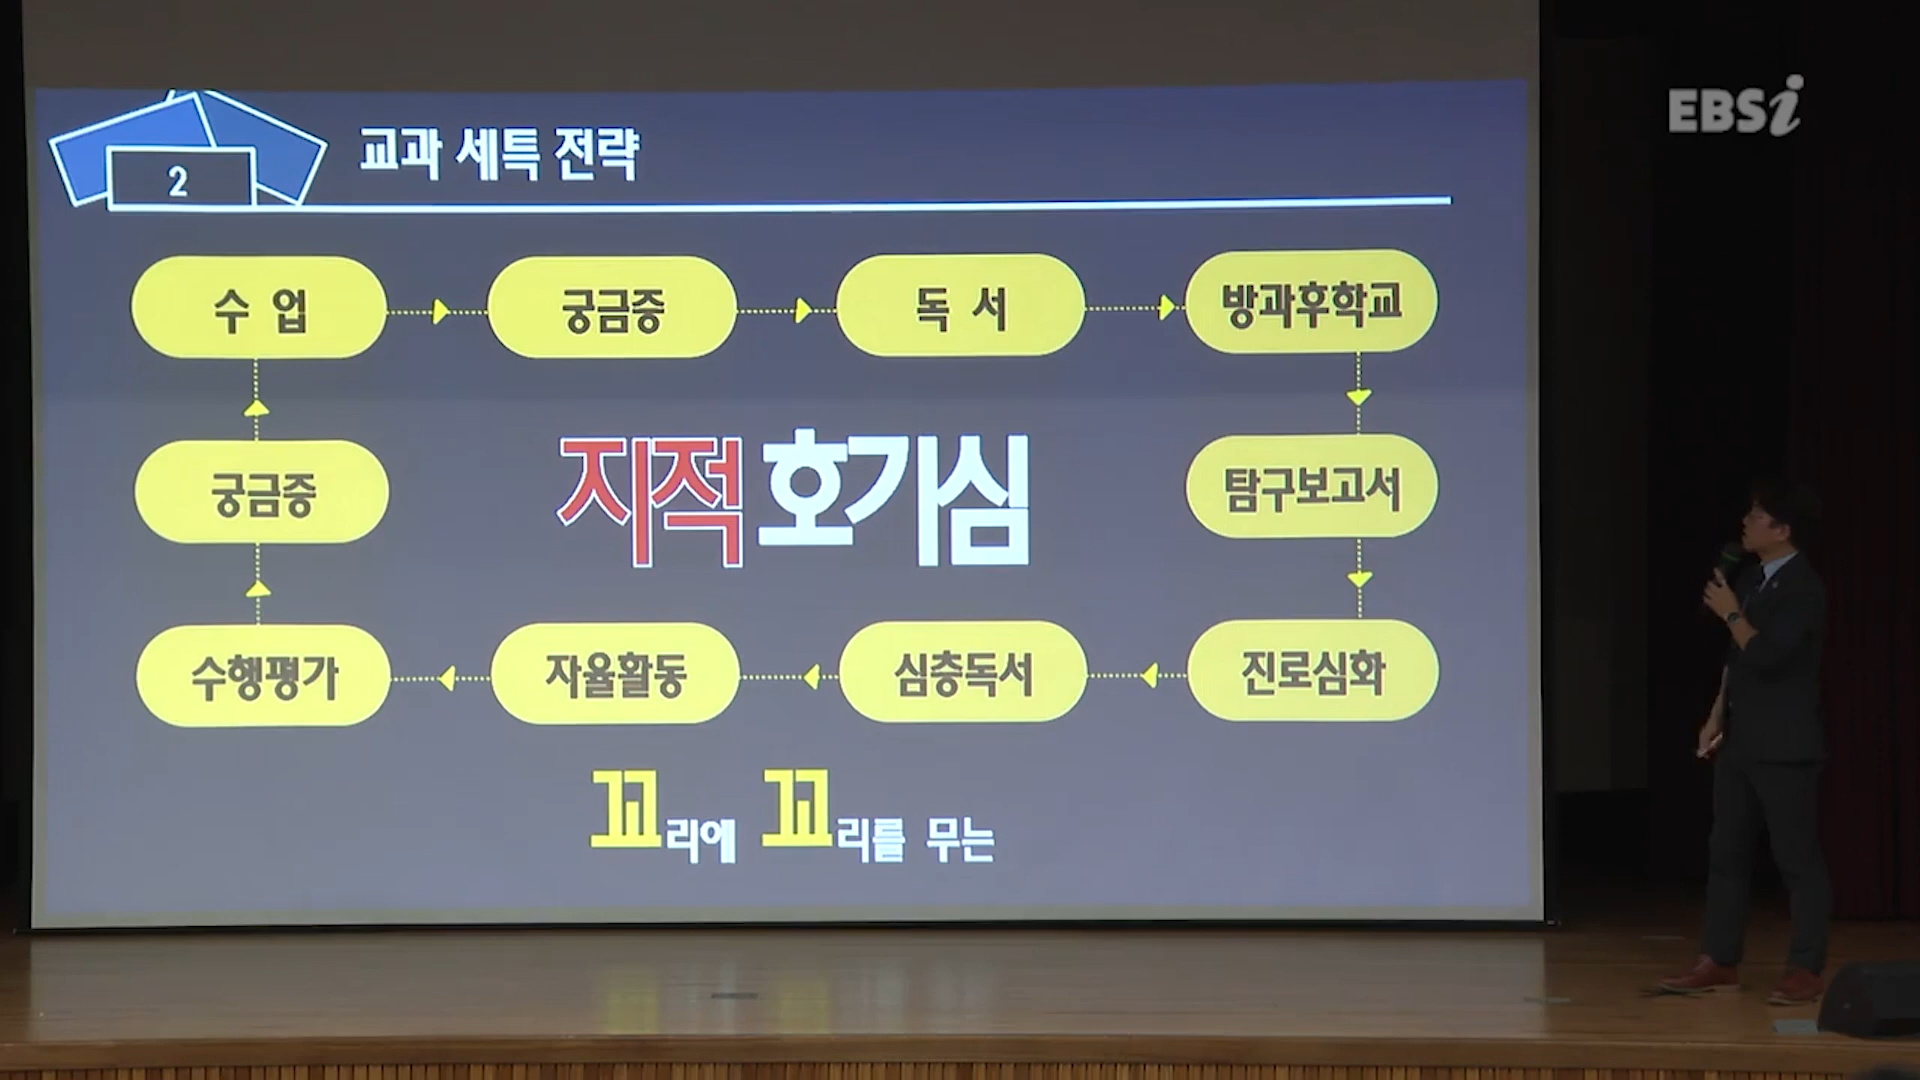 EBSi
2
교과 세특 전략
수 업
궁금증
독 서
방과후학교
궁금증
지적 호기심
탐구보고서
수행평가
자율활동
심층독서
진로심화
꼬리에 꼬리를 무는